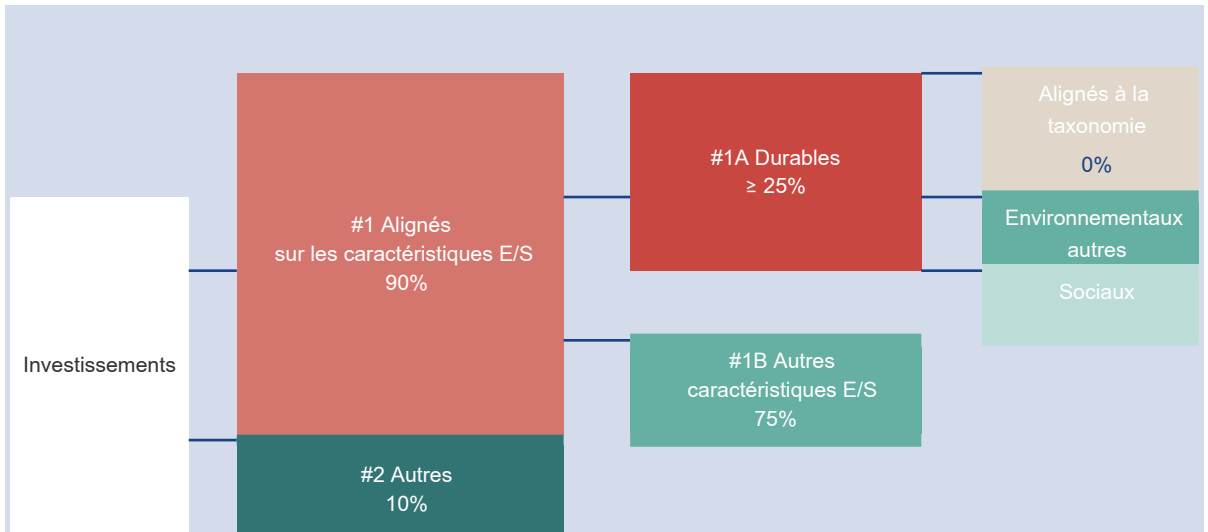 Investissements
#1 Alignés
sur les caractéristiques E/S
90%
#2 Autres
10%
#1A Durables
≥ 25%
#1B Autres
caractéristiques E/S
75%
Alignés à la
taxonomie
0%
Environnementaux
autres
Sociaux